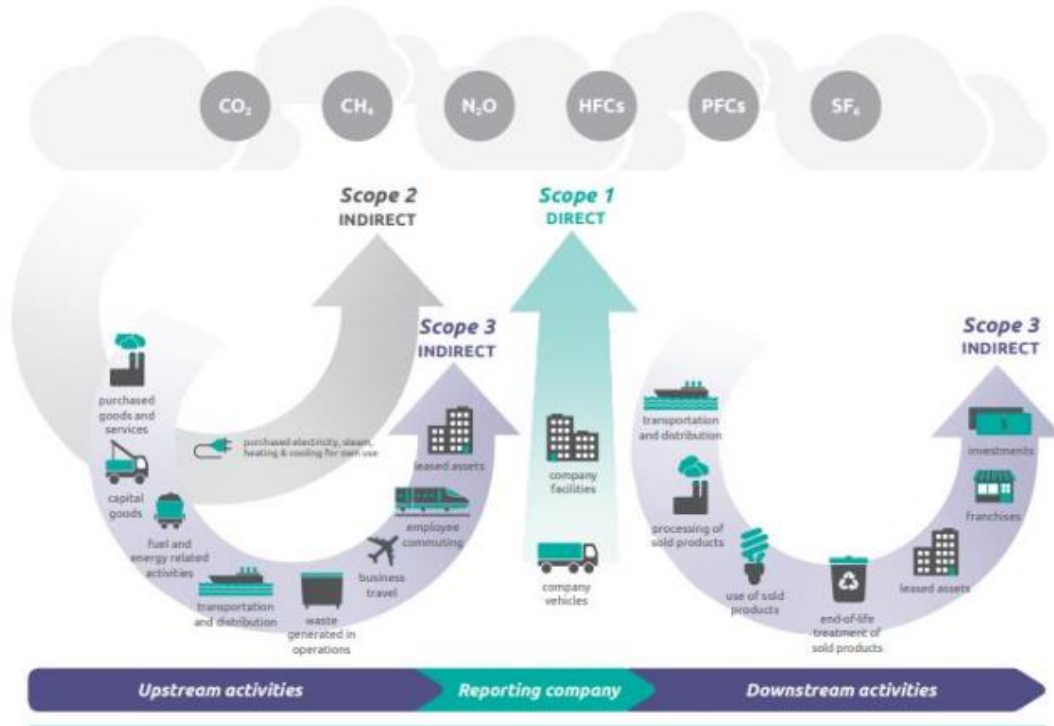 CO₂
CH₄
N₂O
HFCs
PFCs
SF₆
Scope 2
INDIRECT
Scope 1
DIRECT
Scope 3
INDIRECT
Scope 3
INDIRECT
purchased
goods and
services
capital
goods
fuel and
energy related
activities
transportation
and distribution
waste
generated in
operations
business
travel
employee
commuting
leased assets
purchased electricity, steam,
heating & cooling for own use
company
facilities
company
vehicles
transportation
and distribution
processing of
sold products
use of sold
products
end-of-life
treatment of
sold products
leased assets
franchises
$
investments
Upstream activities
Reporting company
Downstream activities